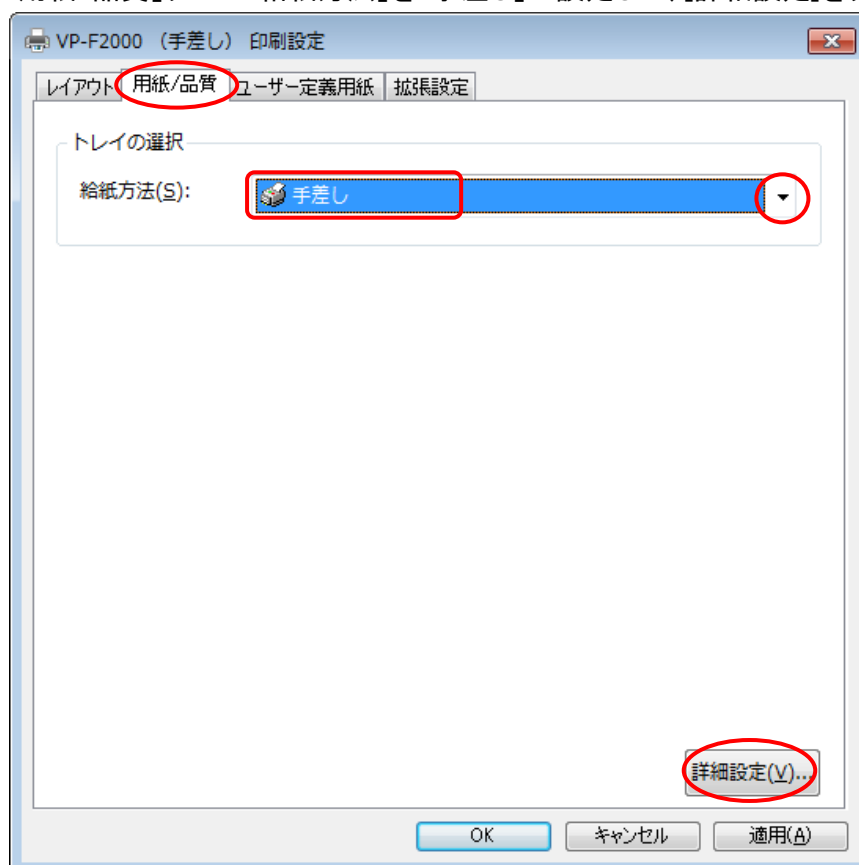 VP-F2000 （手差し） 印刷設定
レイアウト 用紙/品質 ユーザー定義用紙 拡張設定
トレイの選択
給紙方法(S): 手差し
詳細設定(V)...
OK キャンセル 適用(A)